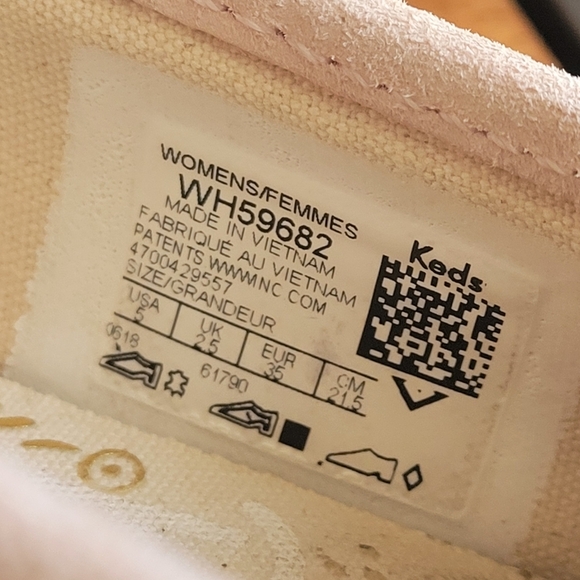 WOMENS/FEMMES
WH59682
MADE IN VIETNAM
FABRIQUÉ AU VIETNAM
PATENTS WWW.NC COM
4700429557
SIZE/GRANDEUR
USA UK EUR CM
5 2.5 35 21.5
0618 61790
Keds